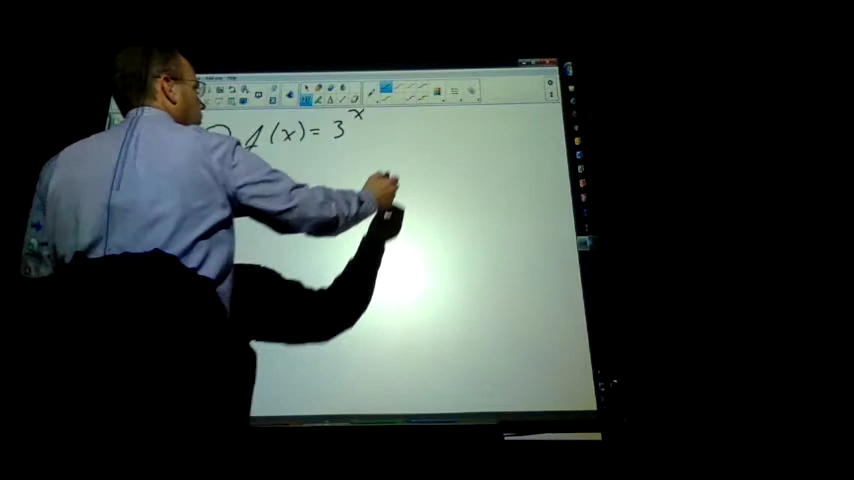 f(x) = 3^x